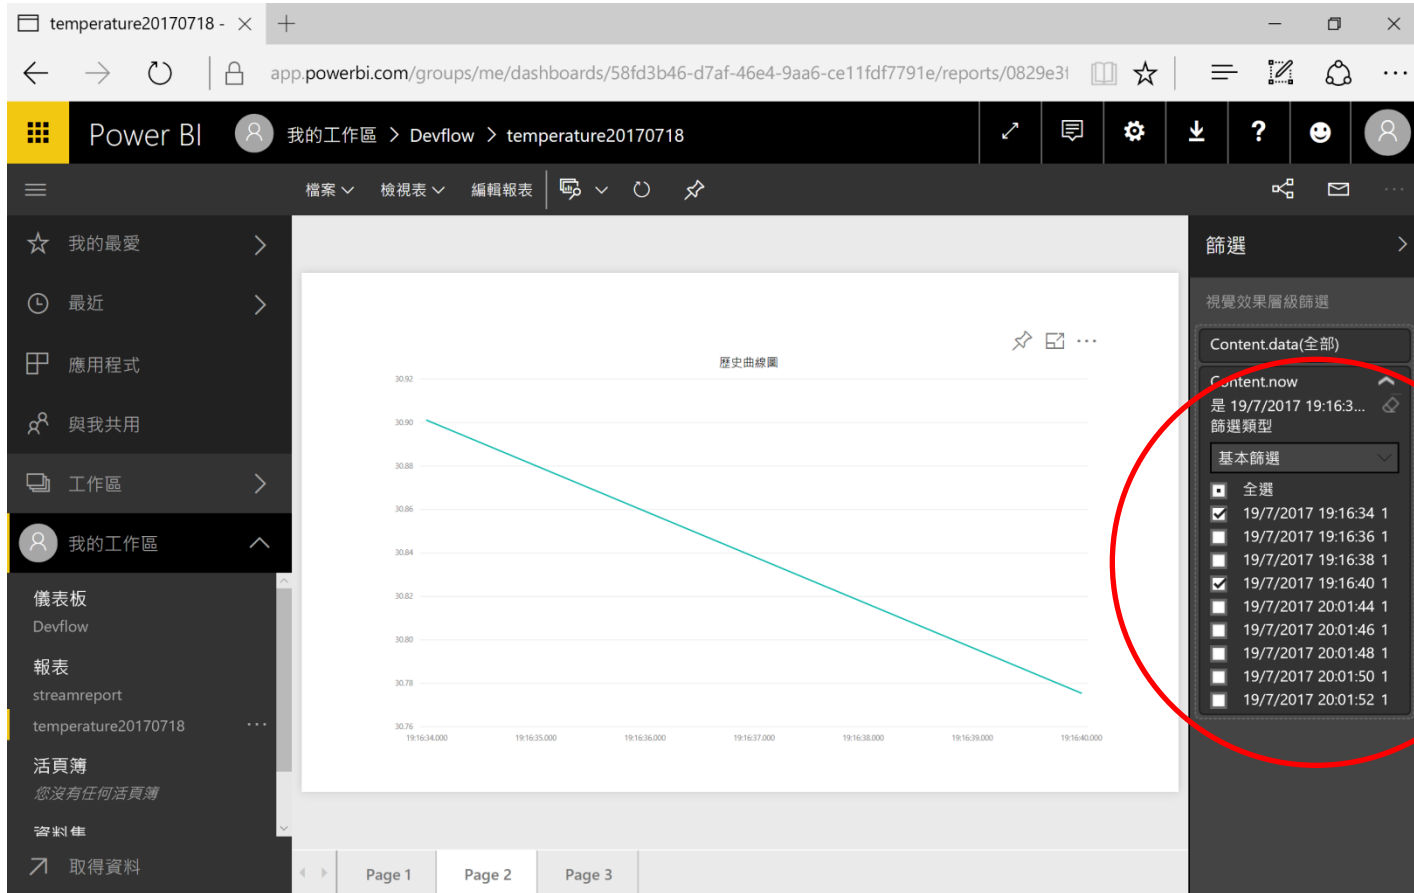 temperature20170718 -
app.powerbi.com/groups/me/dashboards/58fd3b46-d7af-46e4-9aa6-ce11fdf7791e/reports/0829e3f
Power BI
我的工作區 > Devflow > temperature20170718
檔案 檢視表 編輯報表
我的最愛
最近
應用程式
與我共用
工作區
我的工作區
儀表板
Devflow
報表
streamreport
temperature20170718
活頁簿
您沒有任何活頁簿
資料集
取得資料
歷史曲線圖
30.92
30.90
30.88
30.86
30.84
30.82
30.80
30.78
30.76
19:16:34.000 19:16:35.000 19:16:36.000 19:16:37.000 19:16:38.000 19:16:39.000 19:16:40.000
Page 1 Page 2 Page 3
篩選
視覺效果層級篩選
Content.data(全部)
Content.now
是 19/7/2017 19:16:3...
篩選類型
基本篩選
全選
19/7/2017 19:16:34 1
19/7/2017 19:16:36 1
19/7/2017 19:16:38 1
19/7/2017 19:16:40 1
19/7/2017 20:01:44 1
19/7/2017 20:01:46 1
19/7/2017 20:01:48 1
19/7/2017 20:01:50 1
19/7/2017 20:01:52 1